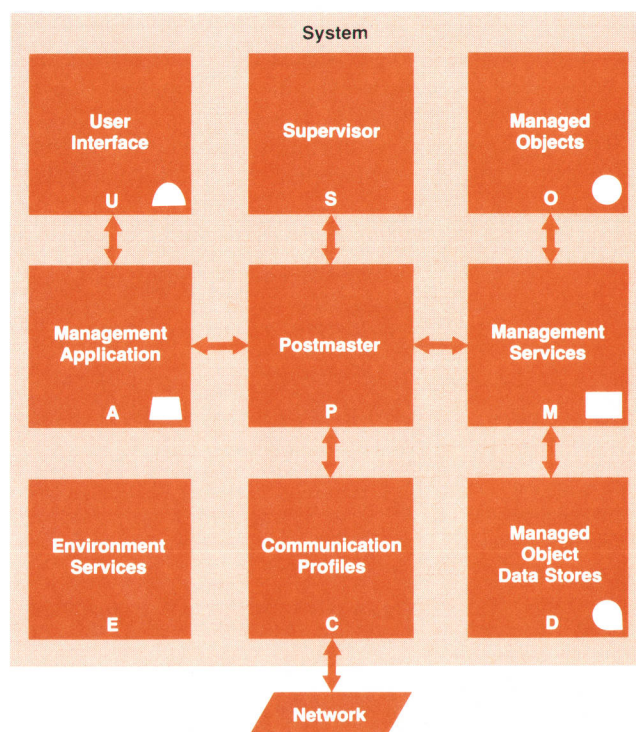 System
User
Interface
U
Supervisor
S
Managed
Objects
O
Management
Application
A
Postmaster
P
Management
Services
M
Environment
Services
E
Communication
Profiles
C
Managed
Object
Data Stores
D
Network